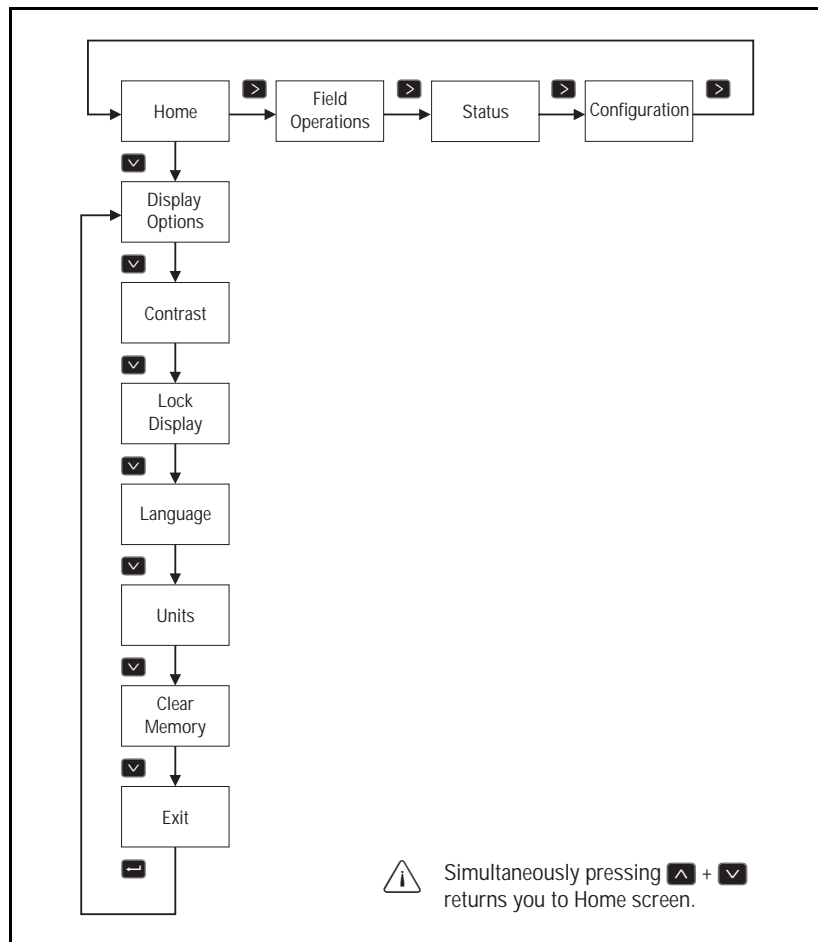 Home
Field
Operations
Status
Configuration
Display
Options
Contrast
Lock
Display
Language
Units
Clear
Memory
Exit
Simultaneously pressing +
returns you to Home screen.